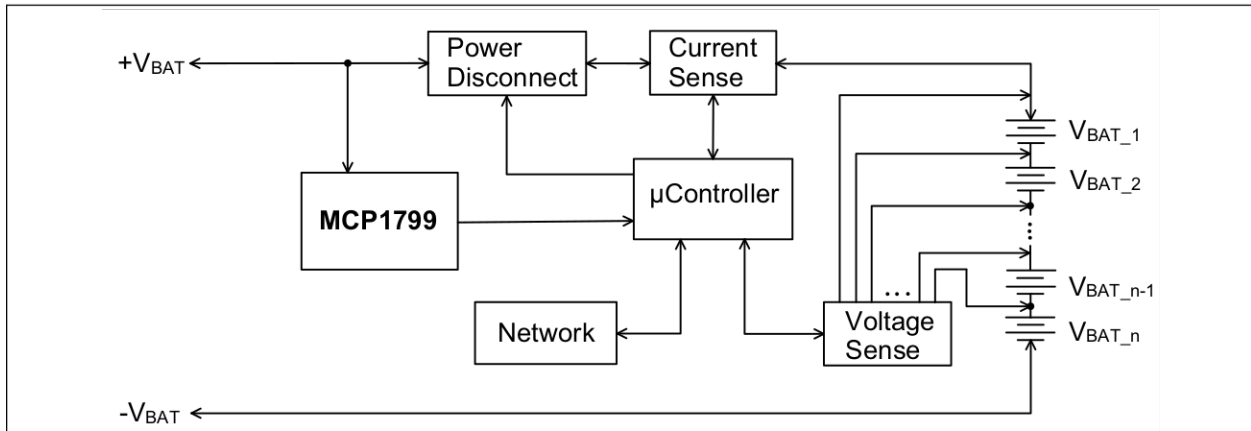 +VBAT
Power
Disconnect
Current
Sense
VBAT_1
VBAT_2
MCP1799
µController
VBAT_n-1
Network
Voltage
Sense
VBAT_n
-VBAT